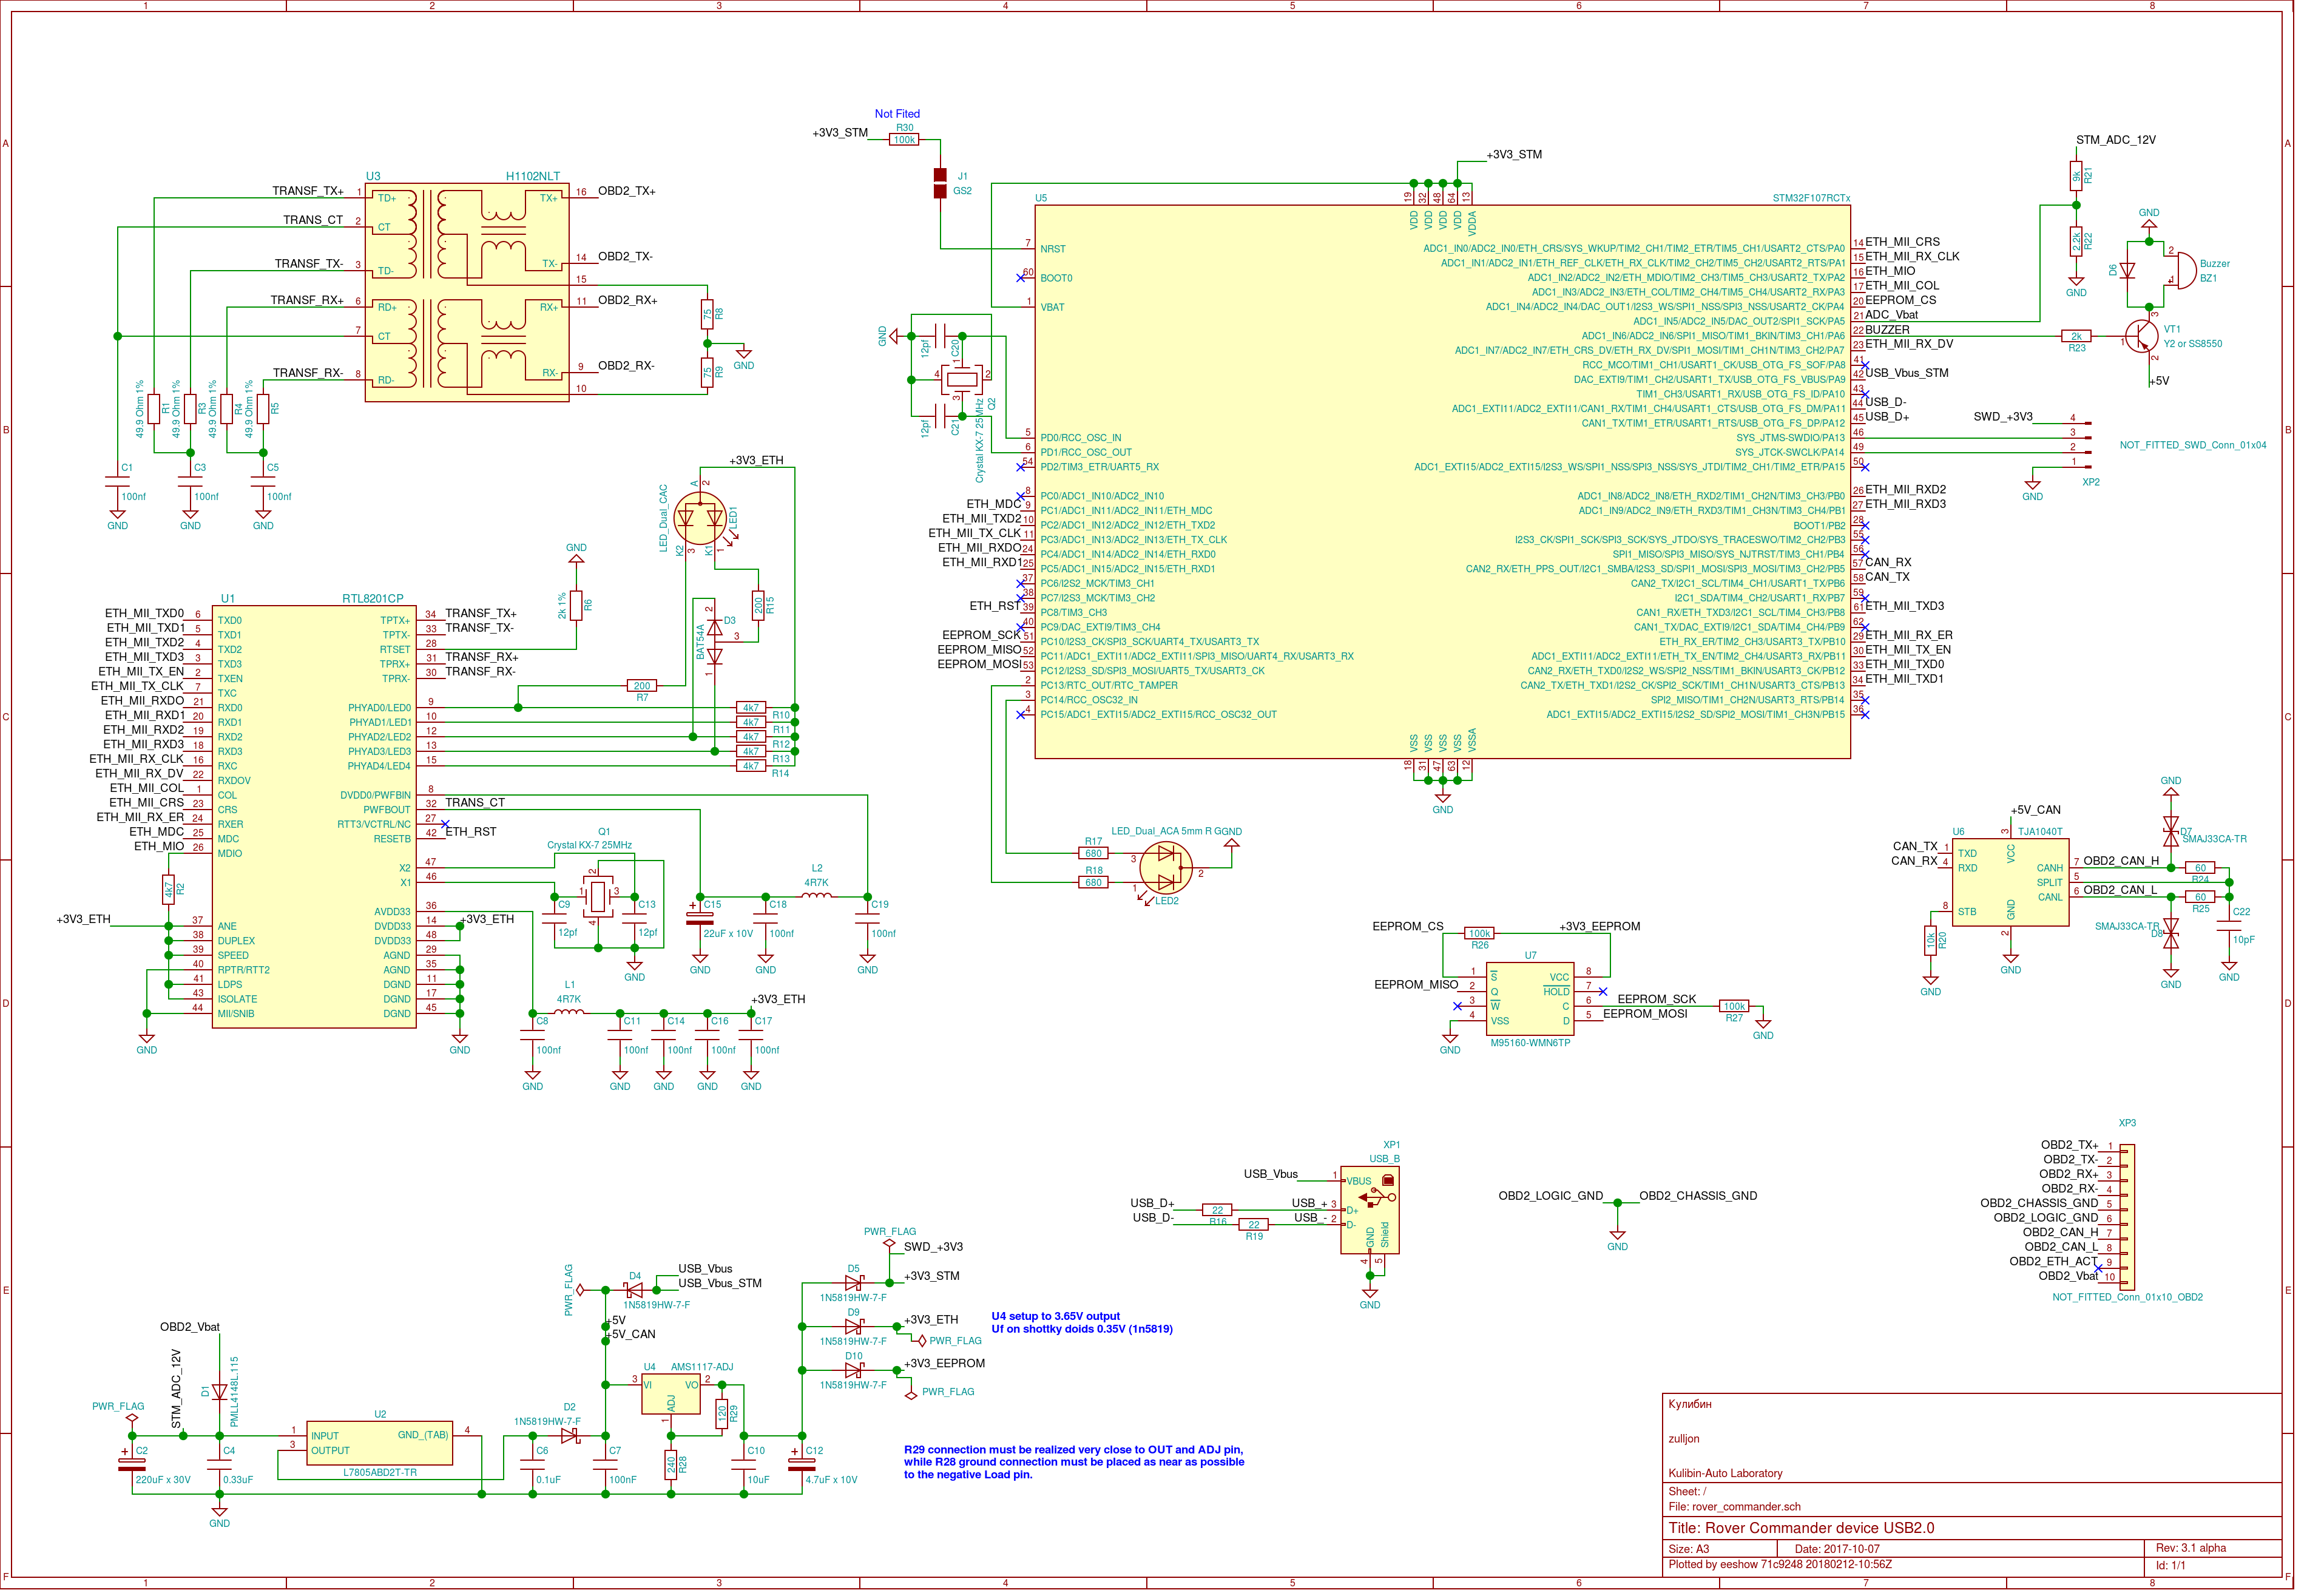 1 2 3 4 5 6 7 8
A
B
C
D
E
F
U3 H1102NLT
TRANSF_TX+ 1 TD+ TX+ 16 OBD2_TX+
TRANS_CT 2 CT
TRANSF_TX- 3 TD- TX- 14 OBD2_TX-
15
TRANSF_RX+ 6 RD+ RX+ 11 OBD2_RX+
7 CT
TRANSF_RX- 8 RD- RX- 9 OBD2_RX-
10
75 R8
75 R9
GND
49.9 Ohm 1% R1
49.9 Ohm 1% R3
49.9 Ohm 1% R4
49.9 Ohm 1% R5
C1 100nf GND
C3 100nf GND
C5 100nf GND
U1 RTL8201CP
ETH_MII_TXD0 6 TXD0
ETH_MII_TXD1 5 TXD1
ETH_MII_TXD2 4 TXD2
ETH_MII_TXD3 3 TXD3
ETH_MII_TX_EN 2 TXEN
ETH_MII_TX_CLK 7 TXC
ETH_MII_RXDO 21 RXD0
ETH_MII_RXD1 20 RXD1
ETH_MII_RXD2 19 RXD2
ETH_MII_RXD3 18 RXD3
ETH_MII_RX_CLK 16 RXC
ETH_MII_RX_DV 22 RXDOV
ETH_MII_COL 1 COL
ETH_MII_CRS 23 CRS
ETH_MII_RX_ER 24 RXER
ETH_MDC 25 MDC
ETH_MIO 26 MDIO
4k7 R2
+3V3_ETH
37 ANE
38 DUPLEX
39 SPEED
40 RPTR/RTT2
41 LDPS
43 ISOLATE
44 MII/SNIB
GND
TPTX+ 34 TRANSF_TX+
TPTX- 33 TRANSF_TX-
RTSET 28
TPRX+ 31 TRANSF_RX+
TPRX- 30 TRANSF_RX-
PHYAD0/LED0 9
PHYAD1/LED1 10
PHYAD2/LED2 12
PHYAD3/LED3 13
PHYAD4/LED4 15
DVDD0/PWFBIN 8
PWFBOUT 32 TRANS_CT
RTT3/VCTRL/NC 27
RESETB 42 ETH_RST
X2 47
X1 46
AVDD33 36
DVDD33 14 +3V3_ETH
DVDD33 48
AGND 29
AGND 35
DGND 11
DGND 17
DGND 45
GND
GND
2k 1% R6
200 R7
+3V3_ETH
LED_Dual_CAC LED1
A 2
K2 3
K1 1
200 R15
BAT54A D3
2 3 1
4k7 R10
4k7 R11
4k7 R12
4k7 R13
4k7 R14
Q1
Crystal KX-7 25MHz
1 2 3 4
C9 12pf
C13 12pf
GND
C15 22uF x 10V GND
C18 100nf GND
L2 4R7K
C19 100nf GND
L1 4R7K
+3V3_ETH
C8 100nf GND
C11 100nf GND
C14 100nf GND
C16 100nf GND
C17 100nf GND
Not Fited
+3V3_STM R30 100k
J1 GS2
+3V3_STM
U5 STM32F107RCTx
19 32 48 64 13
VDD VDD VDD VDD VDDA
7 NRST
60 BOOT0
1 VBAT
5 PD0/RCC_OSC_IN
6 PD1/RCC_OSC_OUT
54 PD2/TIM3_ETR/UART5_RX
8 PC0/ADC1_IN10/ADC2_IN10
ETH_MDC 9 PC1/ADC1_IN11/ADC2_IN11/ETH_MDC
ETH_MII_TXD2 10 PC2/ADC1_IN12/ADC2_IN12/ETH_TXD2
ETH_MII_TX_CLK 11 PC3/ADC1_IN13/ADC2_IN13/ETH_TX_CLK
ETH_MII_RXDO 24 PC4/ADC1_IN14/ADC2_IN14/ETH_RXD0
ETH_MII_RXD1 25 PC5/ADC1_IN15/ADC2_IN15/ETH_RXD1
37 PC6/I2S2_MCK/TIM3_CH1
38 PC7/I2S3_MCK/TIM3_CH2
ETH_RST 39 PC8/TIM3_CH3
40 PC9/DAC_EXTI9/TIM3_CH4
EEPROM_SCK 51 PC10/I2S3_CK/SPI3_SCK/UART4_TX/USART3_TX
EEPROM_MISO 52 PC11/ADC1_EXTI11/ADC2_EXTI11/SPI3_MISO/UART4_RX/USART3_RX
EEPROM_MOSI 53 PC12/I2S3_SD/SPI3_MOSI/UART5_TX/USART3_CK
2 PC13/RTC_OUT/RTC_TAMPER
3 PC14/RCC_OSC32_IN
4 PC15/ADC1_EXTI15/ADC2_EXTI15/RCC_OSC32_OUT
ADC1_IN0/ADC2_IN0/ETH_CRS/SYS_WKUP/TIM2_CH1/TIM2_ETR/TIM5_CH1/USART2_CTS/PA0 14 ETH_MII_CRS
ADC1_IN1/ADC2_IN1/ETH_REF_CLK/ETH_RX_CLK/TIM2_CH2/TIM5_CH2/USART2_RTS/PA1 15 ETH_MII_RX_CLK
ADC1_IN2/ADC2_IN2/ETH_MDIO/TIM2_CH3/TIM5_CH3/USART2_TX/PA2 16 ETH_MIO
ADC1_IN3/ADC2_IN3/ETH_COL/TIM2_CH4/TIM5_CH4/USART2_RX/PA3 17 ETH_MII_COL
ADC1_IN4/ADC2_IN4/DAC_OUT1/I2S3_WS/SPI1_NSS/SPI3_NSS/USART2_CK/PA4 20 EEPROM_CS
ADC1_IN5/ADC2_IN5/DAC_OUT2/SPI1_SCK/PA5 21 ADC_Vbat
ADC1_IN6/ADC2_IN6/SPI1_MISO/TIM1_BKIN/TIM3_CH1/PA6 22 BUZZER
ADC1_IN7/ADC2_IN7/ETH_CRS_DV/ETH_RX_DV/SPI1_MOSI/TIM1_CH1N/TIM3_CH2/PA7 23 ETH_MII_RX_DV
RCC_MCO/TIM1_CH1/USART1_CK/USB_OTG_FS_SOF/PA8 41
DAC_EXTI9/TIM1_CH2/USART1_TX/USB_OTG_FS_VBUS/PA9 42 USB_Vbus_STM
TIM1_CH3/USART1_RX/USB_OTG_FS_ID/PA10 43
ADC1_EXTI11/ADC2_EXTI11/CAN1_RX/TIM1_CH4/USART1_CTS/USB_OTG_FS_DM/PA11 44 USB_D-
CAN1_TX/TIM1_ETR/USART1_RTS/USB_OTG_FS_DP/PA12 45 USB_D+
SYS_JTMS-SWDIO/PA13 46
SYS_JTCK-SWCLK/PA14 49
ADC1_EXTI15/ADC2_EXTI15/I2S3_WS/SPI1_NSS/SPI3_NSS/SYS_JTDI/TIM2_CH1/TIM2_ETR/PA15 50
ADC1_IN8/ADC2_IN8/ETH_RXD2/TIM1_CH2N/TIM3_CH3/PB0 26 ETH_MII_RXD2
ADC1_IN9/ADC2_IN9/ETH_RXD3/TIM1_CH3N/TIM3_CH4/PB1 27 ETH_MII_RXD3
BOOT1/PB2 28
I2S3_CK/SPI1_SCK/SPI3_SCK/SYS_JTDO/SYS_TRACESWO/TIM2_CH2/PB3 55
SPI1_MISO/SPI3_MISO/SYS_NJTRST/TIM3_CH1/PB4 56
CAN2_RX/ETH_PPS_OUT/I2C1_SMBA/I2S3_SD/SPI1_MOSI/SPI3_MOSI/TIM3_CH2/PB5 57 CAN_RX
CAN2_TX/I2C1_SCL/TIM4_CH1/USART1_TX/PB6 58 CAN_TX
I2C1_SDA/TIM4_CH2/USART1_RX/PB7 59
CAN1_RX/ETH_TXD3/I2C1_SCL/TIM4_CH3/PB8 61 ETH_MII_TXD3
CAN1_TX/DAC_EXTI9/I2C1_SDA/TIM4_CH4/PB9 62
ETH_RX_ER/TIM2_CH3/USART3_TX/PB10 29 ETH_MII_RX_ER
ADC1_EXTI11/ADC2_EXTI11/ETH_TX_EN/TIM2_CH4/USART3_RX/PB11 30 ETH_MII_TX_EN
CAN2_RX/ETH_TXD0/I2S2_WS/SPI2_NSS/TIM1_BKIN/USART3_CK/PB12 33 ETH_MII_TXD0
CAN2_TX/ETH_TXD1/I2S2_CK/SPI2_SCK/TIM1_CH1N/USART3_CTS/PB13 34 ETH_MII_TXD1
SPI2_MISO/TIM1_CH2N/USART3_RTS/PB14 35
ADC1_EXTI15/ADC2_EXTI15/I2S2_SD/SPI2_MOSI/TIM1_CH3N/PB15 36
VSS VSS VSS VSS VSSA
18 31 47 63 12
GND
GND
12pf C20
12pf C21
1 2 3 4
Crystal KX-7 25MHz Q2
R17 680
R18 680
LED_Dual_ACA 5mm R G
GND
3 1 2
LED2
STM_ADC_12V
9k R21
2.2k R22
GND
GND
D6
2 1
Buzzer
BZ1
3
VT1
Y2 or SS8550
1 2
+5V
2k R23
SWD_+3V3 4
3
2
1
GND
XP2
NOT_FITTED_SWD_Conn_01x04
+5V_CAN
U6 TJA1040T
CAN_TX 1 TXD
CAN_RX 4 RXD
8 STB
3 VCC
2 GND
CANH 7 OBD2_CAN_H
SPLIT 5
CANL 6 OBD2_CAN_L
10k R20
GND
GND
GND
D7
SMAJ33CA-TR
60 R24
60 R25
SMAJ33CA-TR
D8
GND
C22 10pF
GND
EEPROM_CS 100k R26 +3V3_EEPROM
U7
1 S VCC 8
EEPROM_MISO 2 Q HOLD 7
3 W C 6 EEPROM_SCK
4 VSS D 5 EEPROM_MOSI
M95160-WMN6TP
GND
100k R27
GND
XP1
USB_B
USB_Vbus 1 VBUS
USB_D+ 22 R16 USB_+ 3 D+
USB_D- 22 R19 USB_- 2 D-
GND Shield
4 5
GND
OBD2_LOGIC_GND OBD2_CHASSIS_GND
GND
XP3
OBD2_TX+ 1
OBD2_TX- 2
OBD2_RX+ 3
OBD2_RX- 4
OBD2_CHASSIS_GND 5
OBD2_LOGIC_GND 6
OBD2_CAN_H 7
OBD2_CAN_L 8
OBD2_ETH_ACT 9
OBD2_Vbat 10
NOT_FITTED_Conn_01x10_OBD2
OBD2_Vbat
STM_ADC_12V
D1 PMLL4148L.115
PWR_FLAG
C2 220uF x 30V
C4 0.33uF
GND
U2
1 INPUT GND_(TAB) 4
3 OUTPUT
L7805ABD2T-TR
D2
1N5819HW-7-F
C6 0.1uF
C7 100nF
PWR_FLAG
D4
1N5819HW-7-F
USB_Vbus
USB_Vbus_STM
+5V
+5V_CAN
U4 AMS1117-ADJ
3 VI VO 2
ADJ 1
120 R29
240 R28
C10 10uF
C12 4.7uF x 10V
PWR_FLAG
SWD_+3V3
D5 +3V3_STM
1N5819HW-7-F
D9 +3V3_ETH
1N5819HW-7-F PWR_FLAG
D10 +3V3_EEPROM
1N5819HW-7-F PWR_FLAG
U4 setup to 3.65V output
Uf on shottky doids 0.35V (1n5819)
R29 connection must be realized very close to OUT and ADJ pin,
while R28 ground connection must be placed as near as possible
to the negative Load pin.
Кулибин
zulljon
Kulibin-Auto Laboratory
Sheet: /
File: rover_commander.sch
Title: Rover Commander device USB2.0
Size: A3 Date: 2017-10-07 Rev: 3.1 alpha
Plotted by eeshow 71c9248 20180212-10:56Z Id: 1/1
1 2 3 4 5 6 7 8